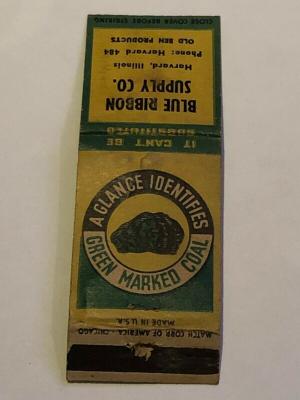 CLOSE COVER BEFORE STRIKING
OLD BEN PRODUCTS
Phone: Harvard 484
Harvard, Illinois
SUPPLY CO.
BLUE RIBBON
SUBSTITUTED
IT CAN'T BE
A GLANCE IDENTIFIES
GREEN MARKED COAL
MATCH CORP. OF AMERICA - CHICAGO
MADE IN U.S.A.